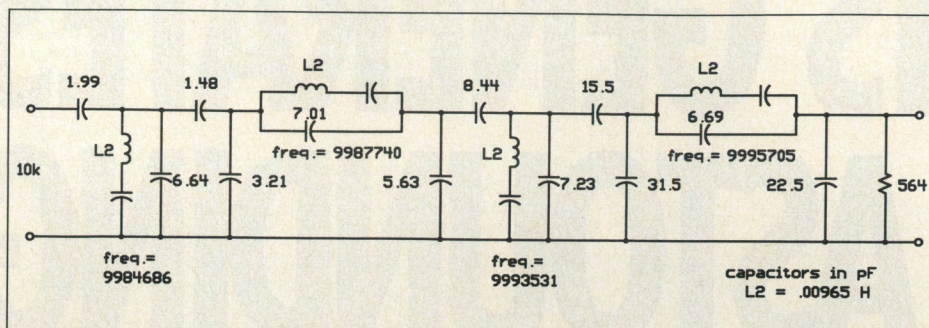 L2
L2
1.99
1.48
8.44
15.5
7.01
6.69
freq.= 9987740
freq.= 9995705
L2
L2
10k
6.64
3.21
5.63
7.23
31.5
22.5
564
freq.=
9984686
freq.=
9993531
capacitors in pF
L2 = .00965 H